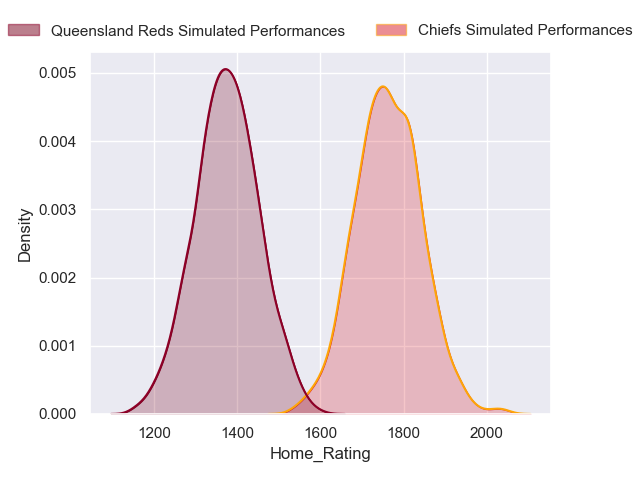 Queensland Reds Simulated Performances Chiefs Simulated Performances
0.005
0.004
0.003
0.002
0.001
0.000
Density
1200 1400 1600 1800 2000
Home_Rating